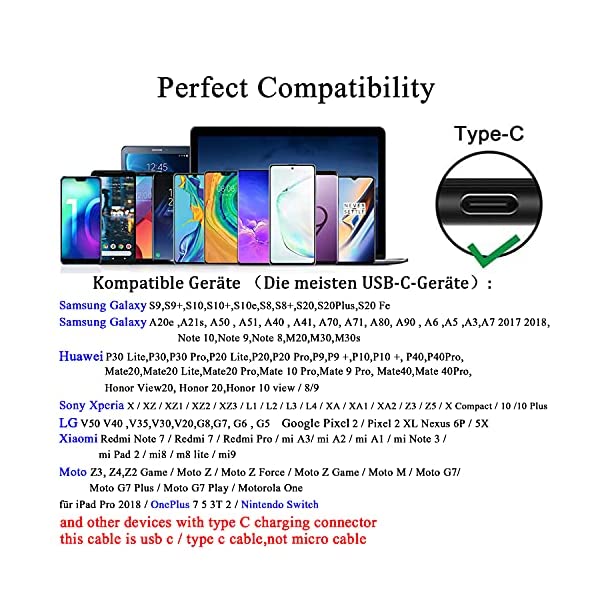 Perfect Compatibility
Type-C
Kompatible Geräte （Die meisten USB-C-Geräte）:
Samsung Galaxy S9,S9+,S10,S10+,S10e,S8,S8+,S20,S20Plus,S20 Fe
Samsung Galaxy A20e ,A21s, A50 , A51, A40 , A41, A70, A71, A80, A90 , A6 ,A5 ,A3,A7 2017 2018,
Note 10,Note 9,Note 8,M20,M30,M30s
Huawei P30 Lite,P30,P30 Pro,P20 Lite,P20,P20 Pro,P9,P9 +,P10,P10 +, P40,P40Pro,
Mate20,Mate20 Lite,Mate20 Pro,Mate 10 Pro,Mate 9 Pro, Mate40,Mate 40Pro,
Honor View20, Honor 20,Honor 10 view / 8/9
Sony Xperia X / XZ / XZ1 / XZ2 / XZ3 / L1 / L2 / L3 / L4 / XA / XA1 / XA2 / Z3 / Z5 / X Compact / 10 /10 Plus
LG V50 V40 ,V35,V30,V20,G8,G7, G6 , G5 Google Pixel 2 / Pixel 2 XL Nexus 6P / 5X
Xiaomi Redmi Note 7 / Redmi 7 / Redmi Pro / mi A3/ mi A2 / mi A1 / mi Note 3 /
mi Pad 2 / mi8 / m8 lite / mi9
Moto Z3, Z4,Z2 Game / Moto Z / Moto Z Force / Moto Z Game / Moto M / Moto G7/
Moto G7 Plus / Moto G7 Play / Motorola One
für iPad Pro 2018 / OnePlus 7 5 3T 2 / Nintendo Switch
and other devices with type C charging connector
this cable is usb c / type c cable,not micro cable